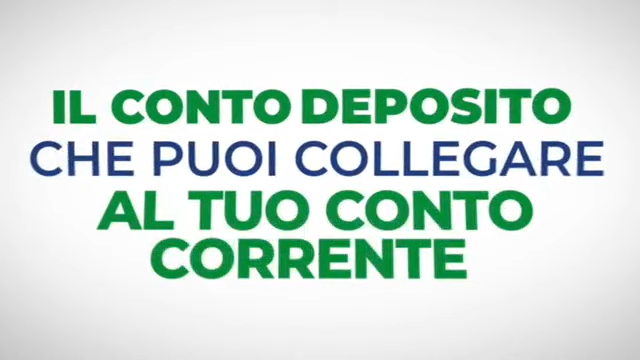 IL CONTO DEPOSITO
CHE PUOI COLLEGARE
AL TUO CONTO
CORRENTE